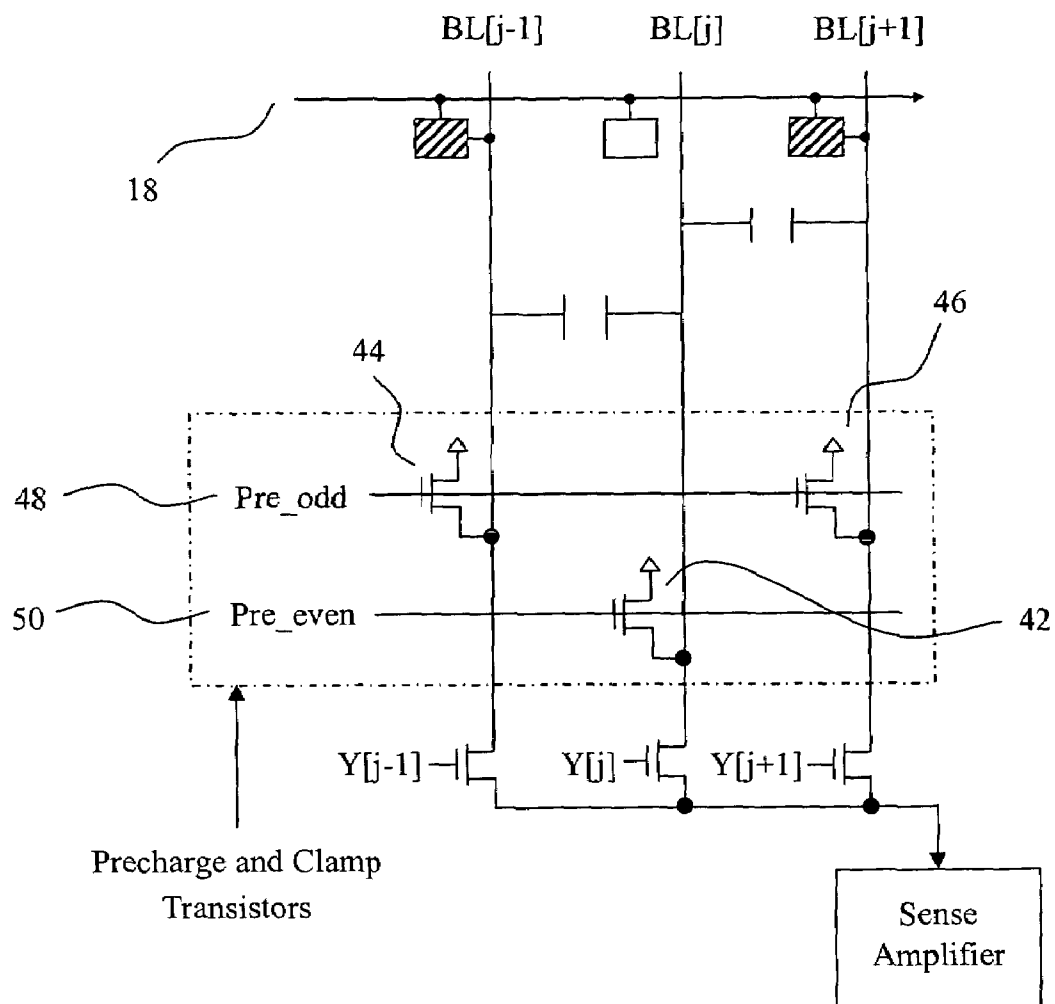 BL[j-1] BL[j] BL[j+1]
18
46
44
48 Pre_odd
50 Pre_even 42
Y[j-1] Y[j] Y[j+1]
Precharge and Clamp
Transistors
Sense
Amplifier